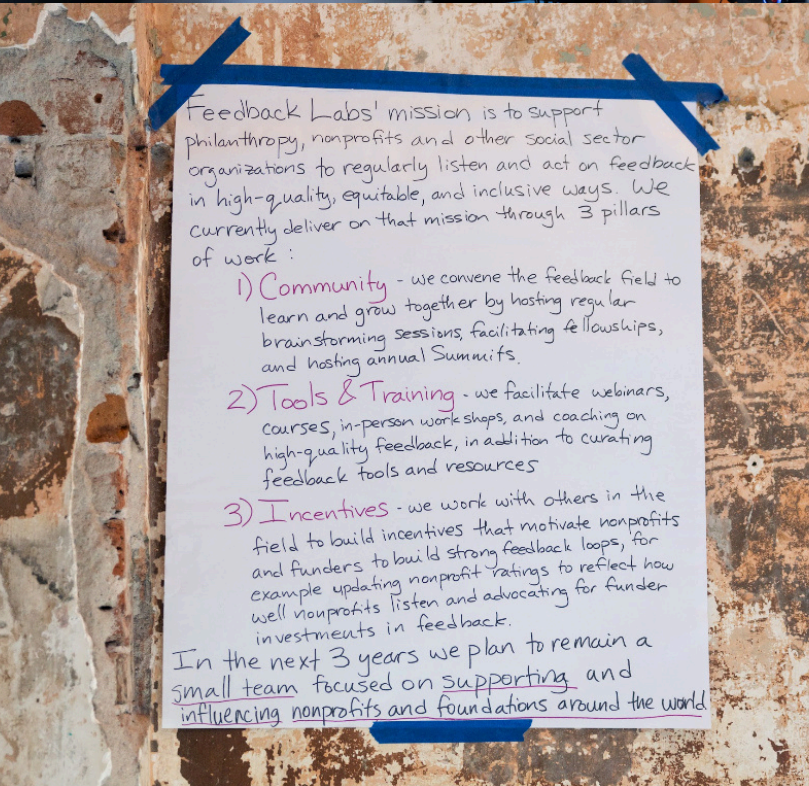 Feedback Labs' mission is to support
philanthropy, nonprofits and other social sector
organizations to regularly listen and act on feedback
in high-quality, equitable, and inclusive ways. We
currently deliver on that mission through 3 pillars
of work :
1) Community - we convene the feedback field to
learn and grow together by hosting regular
brainstorming sessions, facilitating fellowships,
and hosting annual Summits.
2) Tools & Training - we facilitate webinars,
courses, in-person workshops, and coaching on
high-quality feedback, in addition to curating
feedback tools and resources
3) Incentives - we work with others in the
field to build incentives that motivate nonprofits
and funders to build strong feedback loops, for
example updating nonprofit ratings to reflect how
well nonprofits listen and advocating for funder
investments in feedback.
In the next 3 years we plan to remain a
small team focused on supporting and
influencing nonprofits and foundations around the world